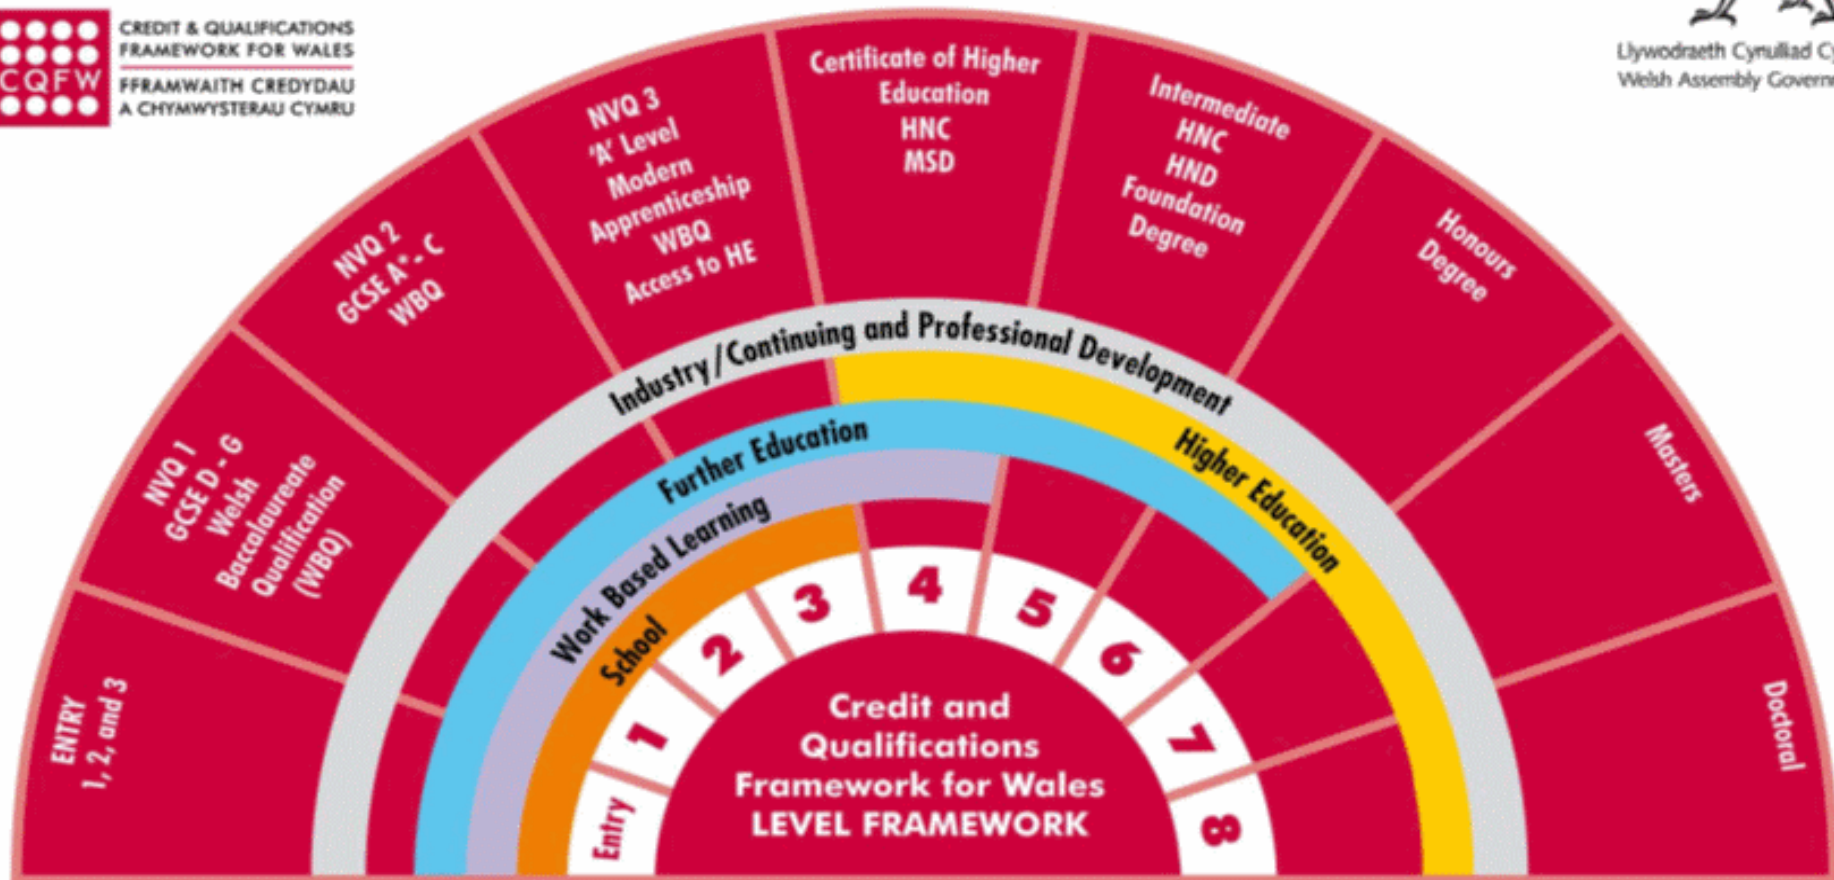 CREDIT & QUALIFICATIONS
FRAMEWORK FOR WALES
CQFW
FFRAMWAITH CREDYDAU
A CHYMWYSTERAU CYMRU
Llywodraeth Cynulliad
Welsh Assembly
ENTRY
1, 2, and 3
NVQ 1
GCSE D - G
Welsh
Baccalaureate
Qualification
(WBQ)
NVQ 2
GCSE A*- C
WBQ
NVQ 3
‘A’ Level
Modern
Apprenticeship
WBQ
Access to HE
Certificate of Higher
Education
HNC
MSD
Intermediate
HNC
HND
Foundation
Degree
Honours
Degree
Masters
Doctoral
Industry/Continuing and Professional Development
Higher Education
Further Education
Work Based Learning
School
Entry
1
2
3
4
5
6
7
8
Credit and
Qualifications
Framework for Wales
LEVEL FRAMEWORK